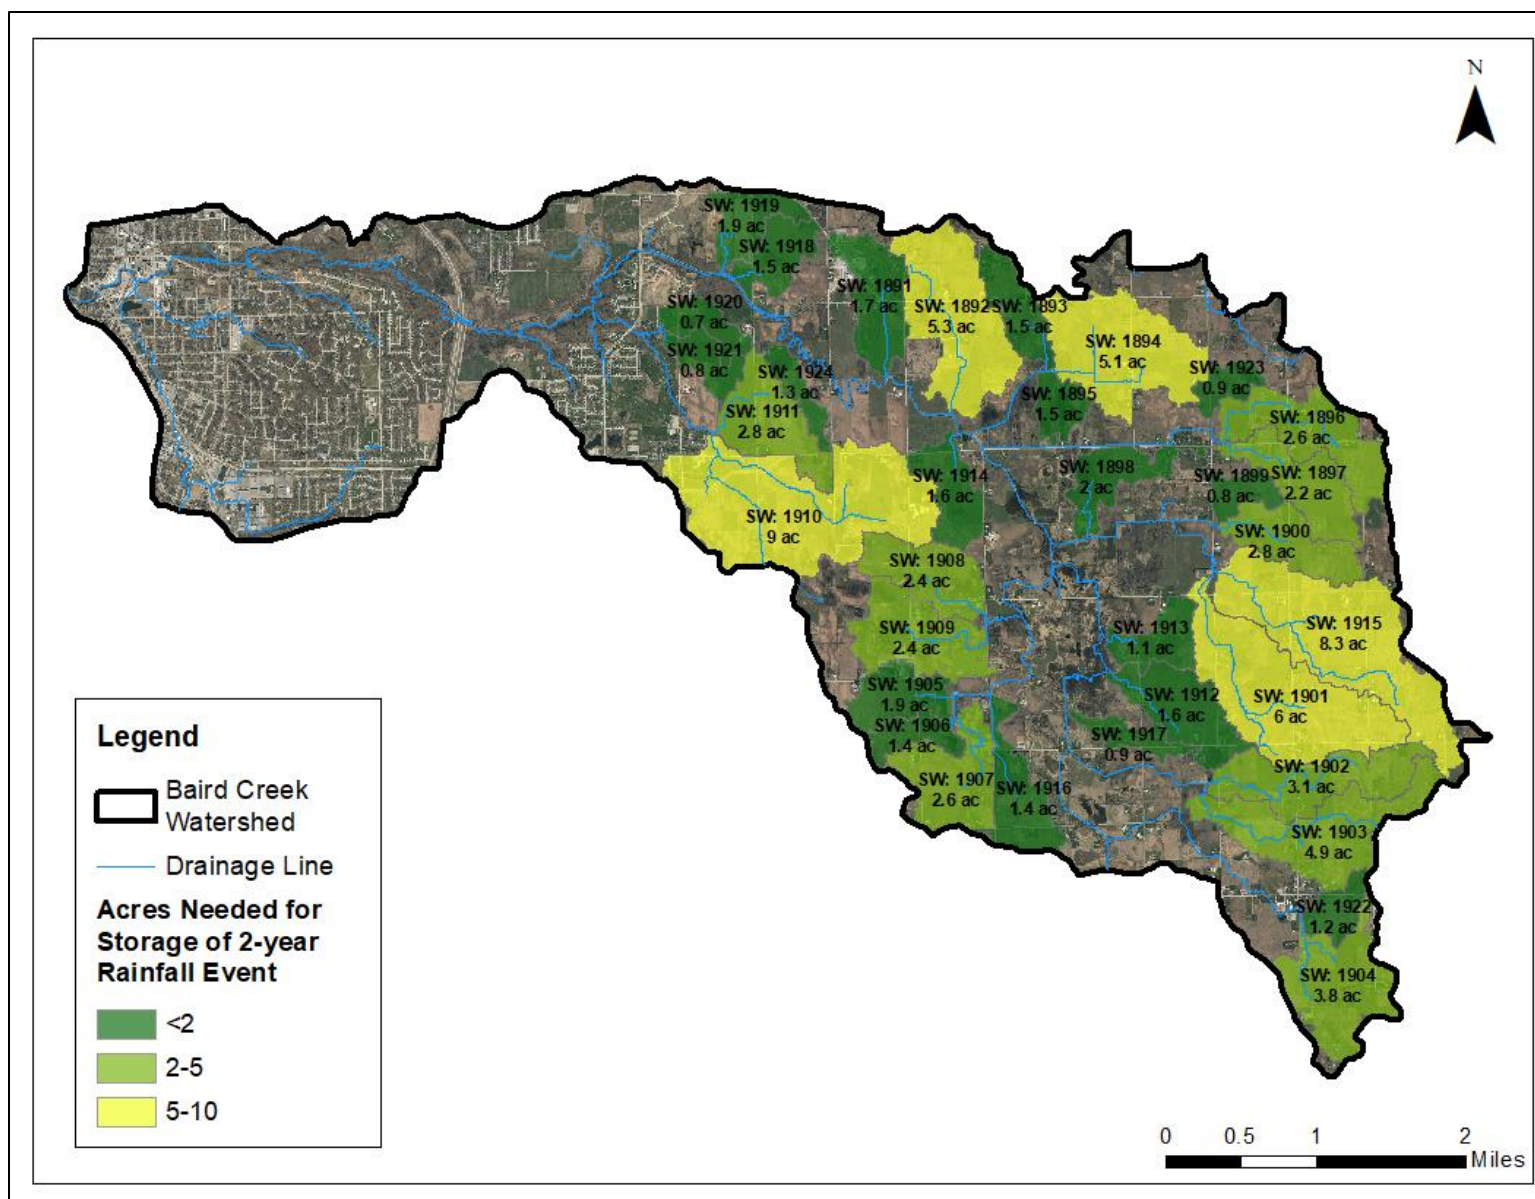 N
SW: 1919
1.9 ac
SW: 1918
1.5 ac
SW: 1891
1.7 ac
SW: 1892
5.3 ac
SW: 1893
1.5 ac
SW: 1894
5.1 ac
SW: 1920
0.7 ac
SW: 1921
0.8 ac
SW: 1924
1.3 ac
SW: 1911
2.8 ac
SW: 1923
0.9 ac
SW: 1895
1.5 ac
SW: 1896
2.6 ac
SW: 1914
1.6 ac
SW: 1898
2 ac
SW: 1899
0.8 ac
SW: 1897
2.2 ac
SW: 1910
9 ac
SW: 1900
2.8 ac
SW: 1908
2.4 ac
SW: 1909
2.4 ac
SW: 1913
1.1 ac
SW: 1915
8.3 ac
SW: 1905
1.9 ac
SW: 1906
1.4 ac
SW: 1912
1.6 ac
SW: 1901
6 ac
SW: 1917
0.9 ac
SW: 1907
2.6 ac
SW: 1916
1.4 ac
SW: 1902
3.1 ac
SW: 1903
4.9 ac
SW: 1922
1.2 ac
SW: 1904
3.8 ac
Legend
Baird Creek
Watershed
Drainage Line
Acres Needed for
Storage of 2-year
Rainfall Event
<2
2-5
5-10
0 0.5 1 2
Miles